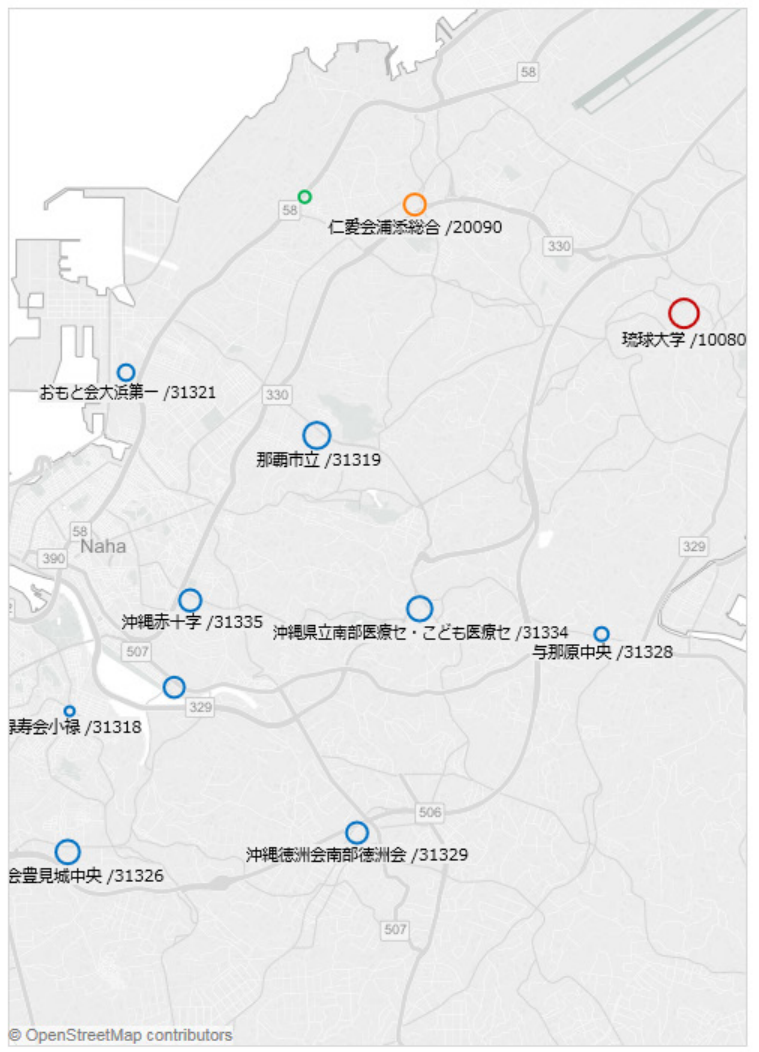 58
58
仁愛会浦添総合 /20090
330
琉球大学 /10080
おもと会大浜第一 /31321
330
那覇市立 /31319
58
Naha
390
329
沖縄赤十字 /31335
沖縄県立南部医療セ・こども医療セ /31334
与那原中央 /31328
507
329
禄寿会小禄 /31318
506
沖縄徳洲会南部徳洲会 /31329
会豊見城中央 /31326
507
© OpenStreetMap contributors